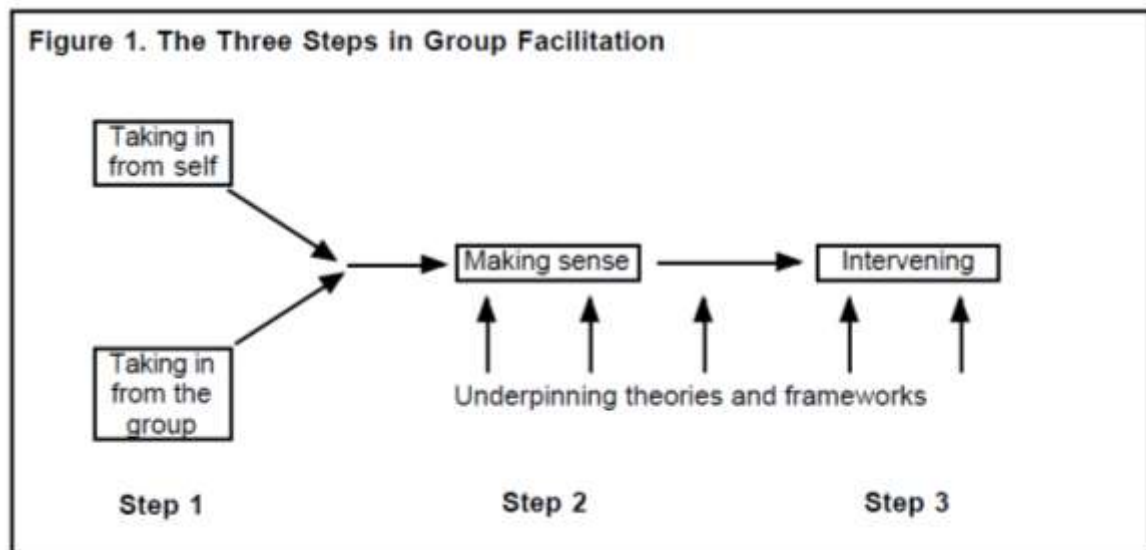 Figure 1. The Three Steps in Group Facilitation
Taking in
from self
Making sense
Intervening
Taking in
from the
group
Underpinning theories and frameworks
Step 1
Step 2
Step 3